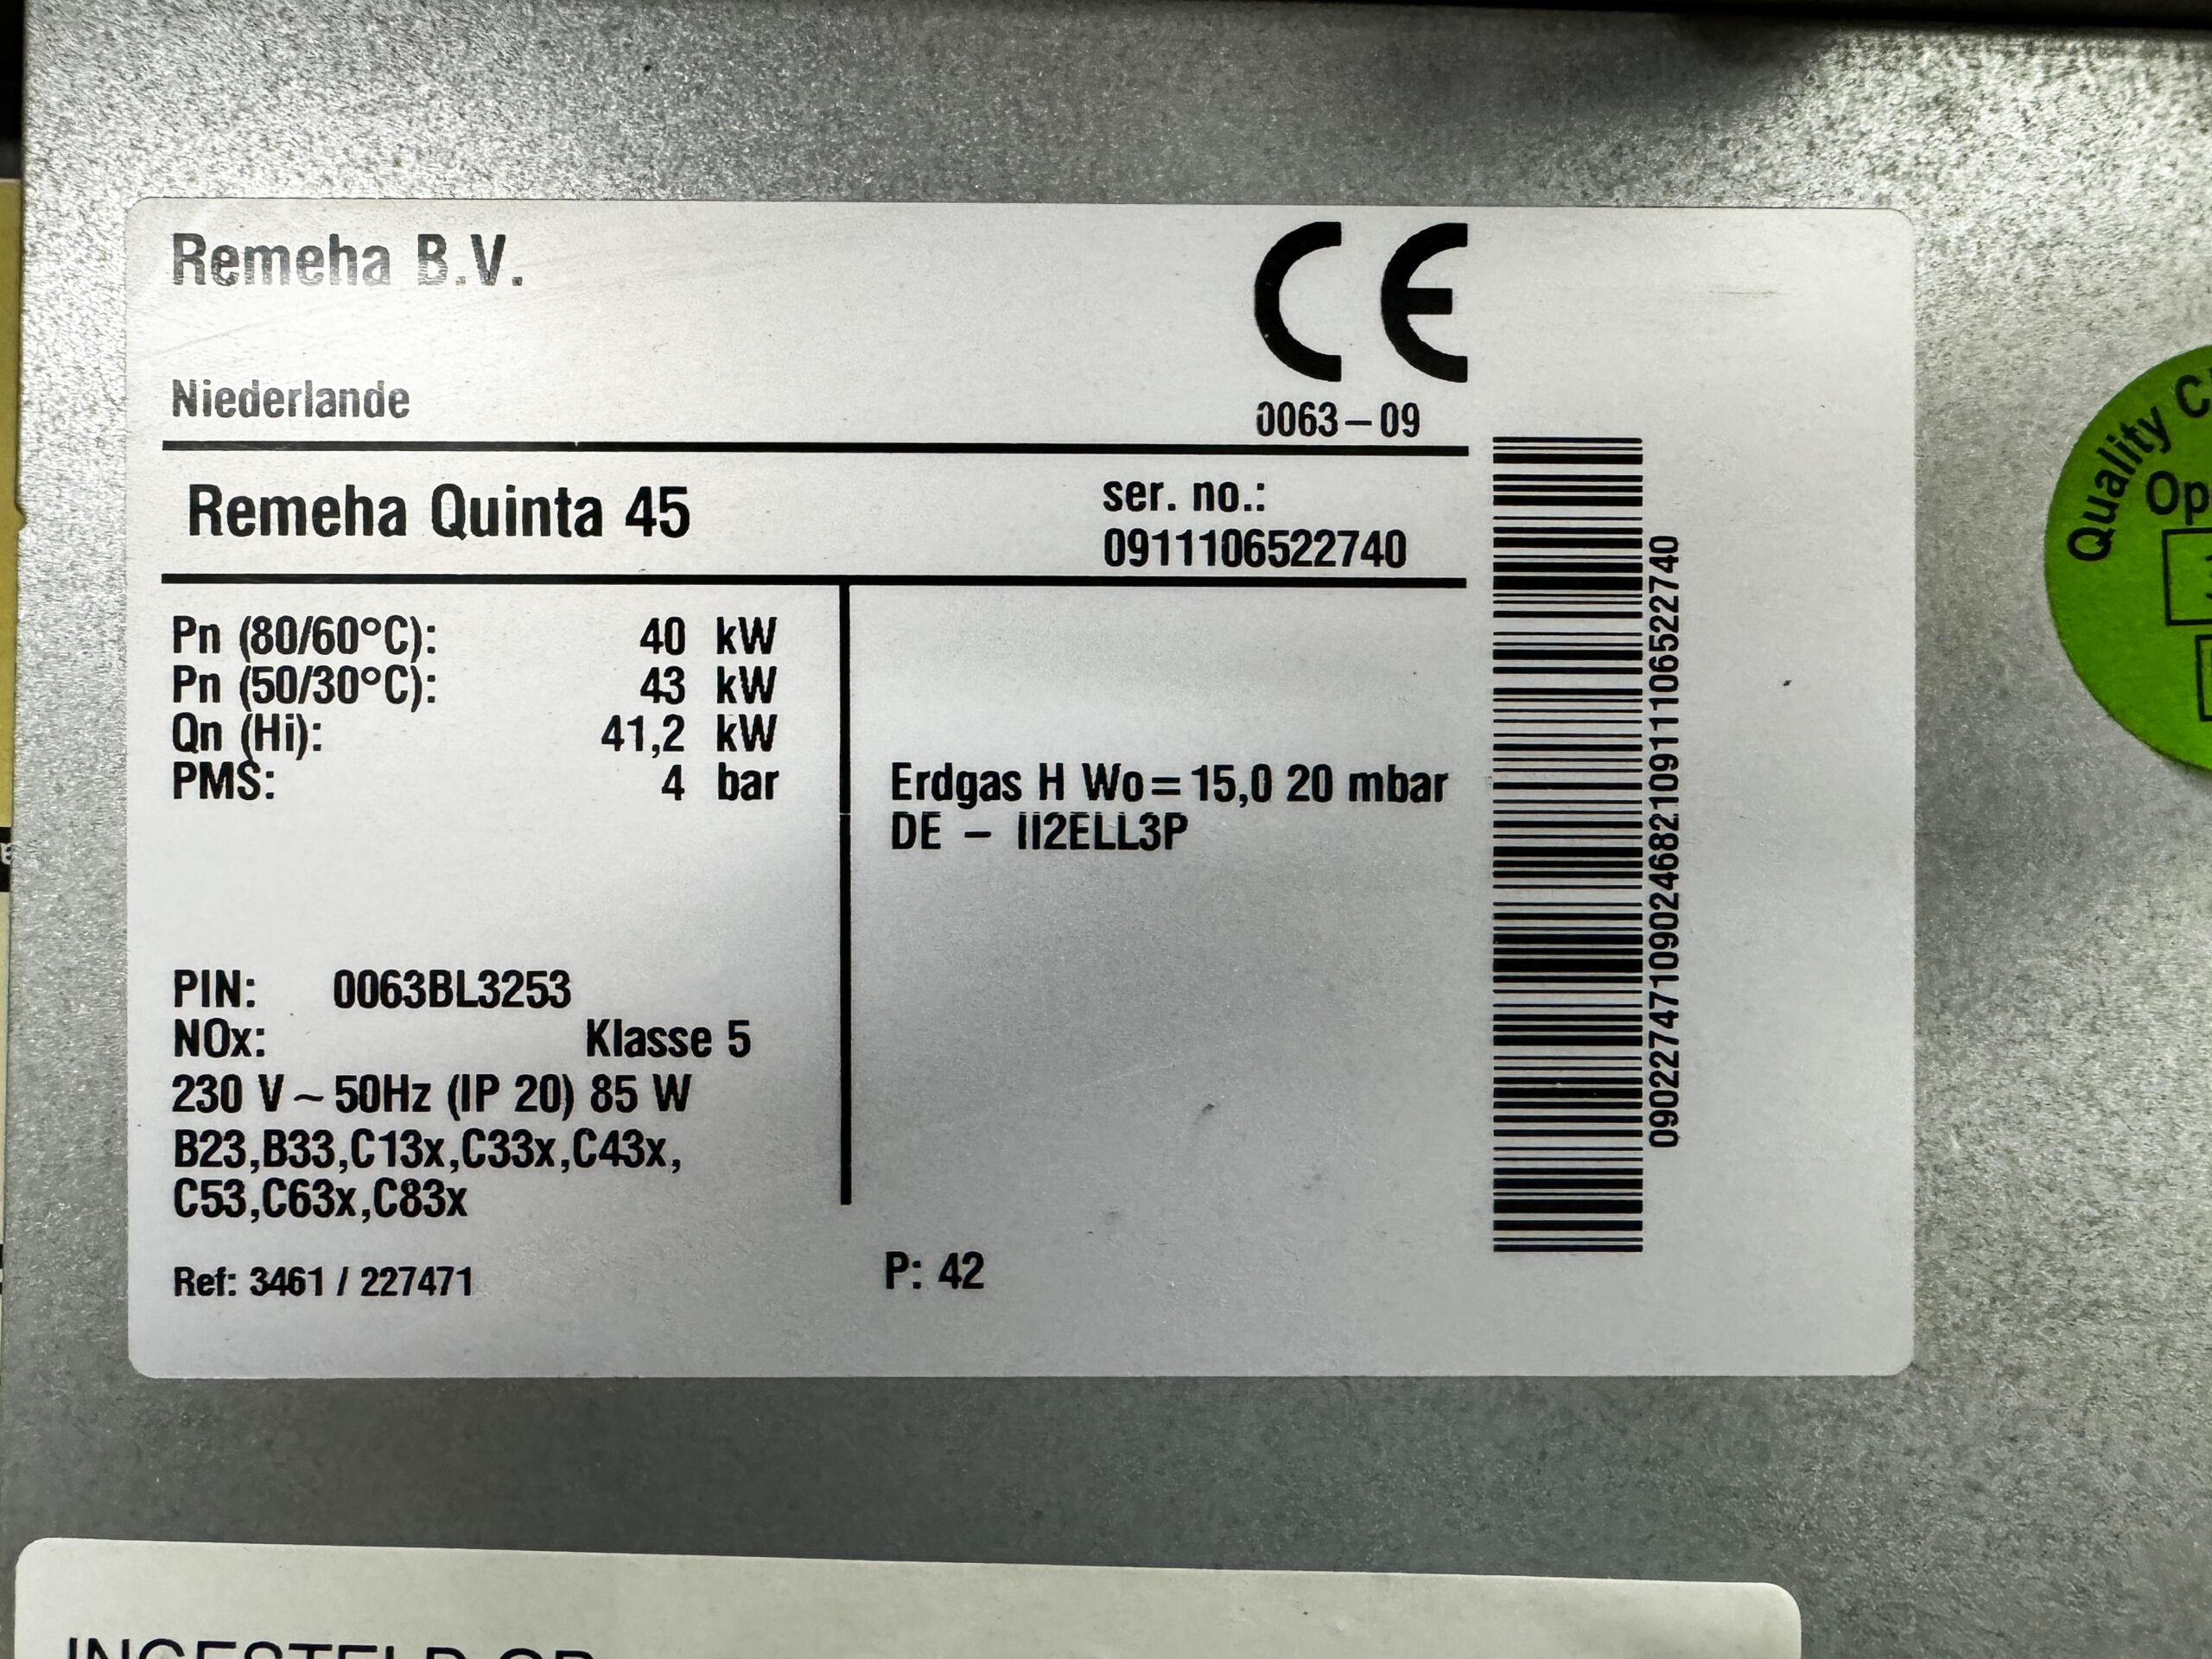 Remeha B.V.
CE
Niederlande
0063 – 09
Remeha Quinta 45
ser. no.:
0911106522740
Pn (80/60°C): 40 kW
Pn (50/30°C): 43 kW
Qn (Hi): 41,2 kW
PMS: 4 bar
Erdgas H Wo = 15,0 20 mbar
DE – II2ELL3P
PIN: 0063BL3253
NOx: Klasse 5
230 V ~ 50Hz (IP 20) 85 W
B23,B33,C13x,C33x,C43x,
C53,C63x,C83x
Ref: 3461 / 227471
P: 42
090227471090246821091110652​2740
Quality
INGESTELD OP